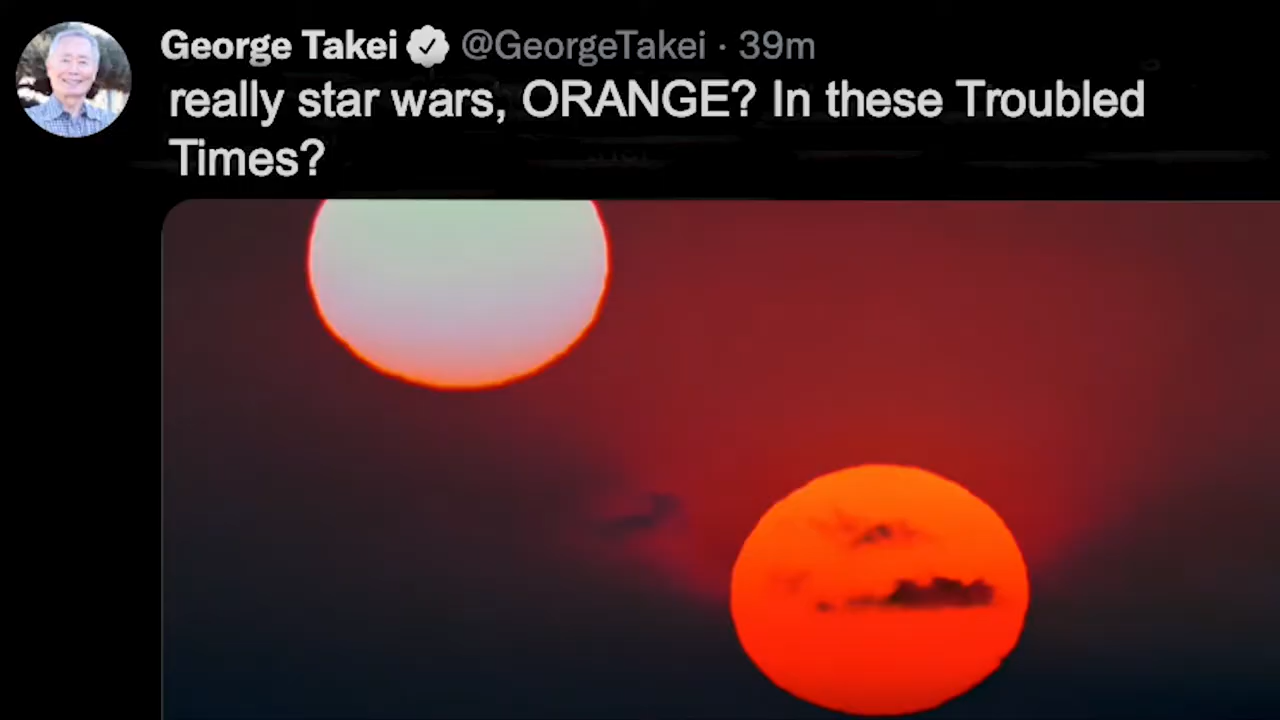 George Takei @GeorgeTakei · 39m
really star wars, ORANGE? In these Troubled
Times?